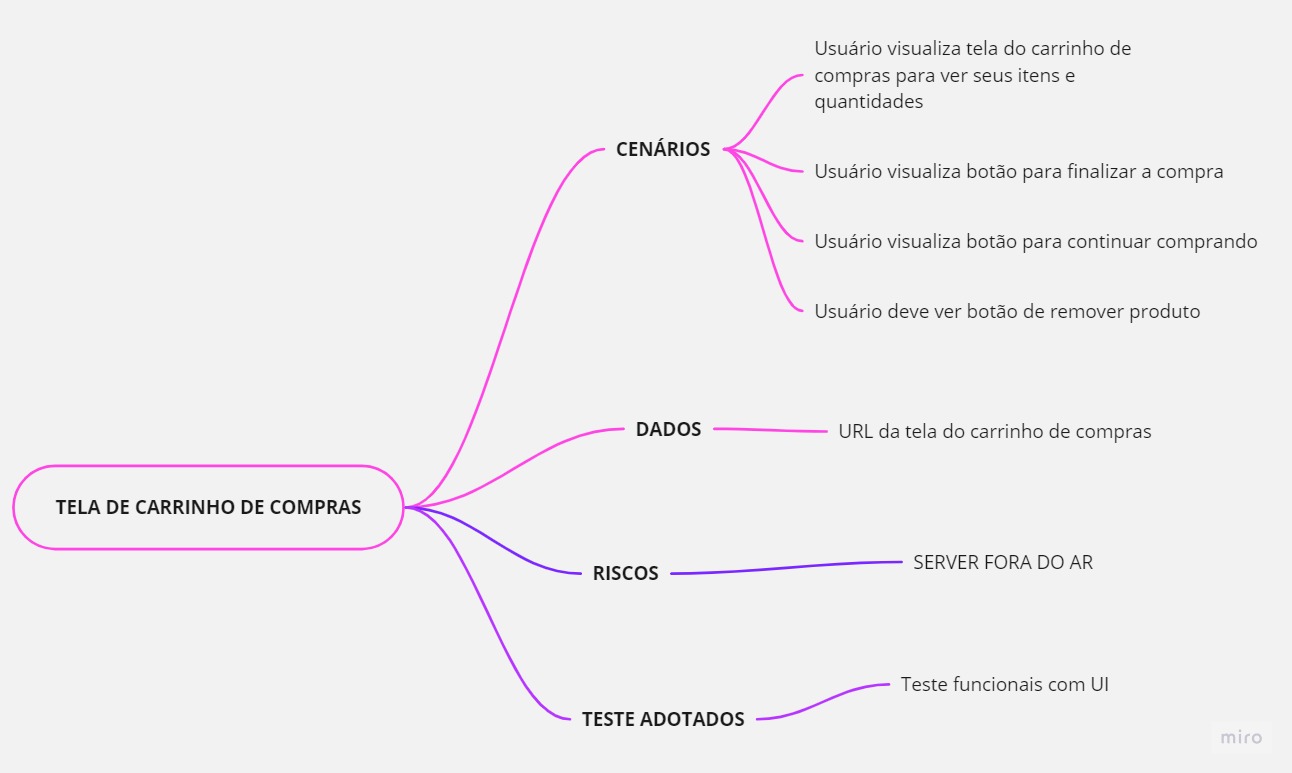 Usuário visualiza tela do carrinho de
compras para ver seus itens e
quantidades
CENÁRIOS
Usuário visualiza botão para finalizar a compra
Usuário visualiza botão para continuar comprando
Usuário deve ver botão de remover produto
DADOS
URL da tela do carrinho de compras
TELA DE CARRINHO DE COMPRAS
RISCOS
SERVER FORA DO AR
TESTE ADOTADOS
Teste funcionais com UI
miro